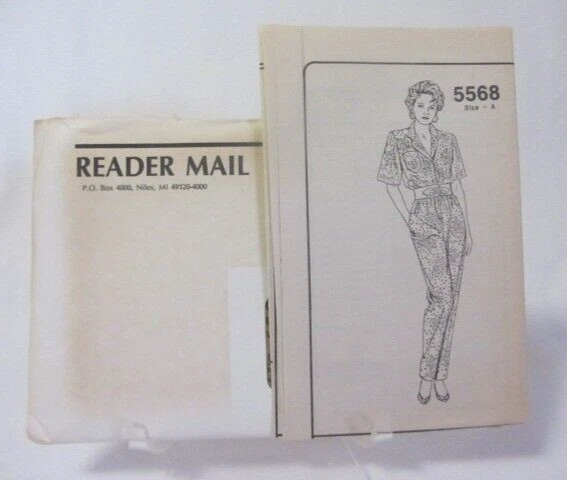 READER MAIL
P.O. Box 4000, Niles, MI 49120-4000
5568
Size - A